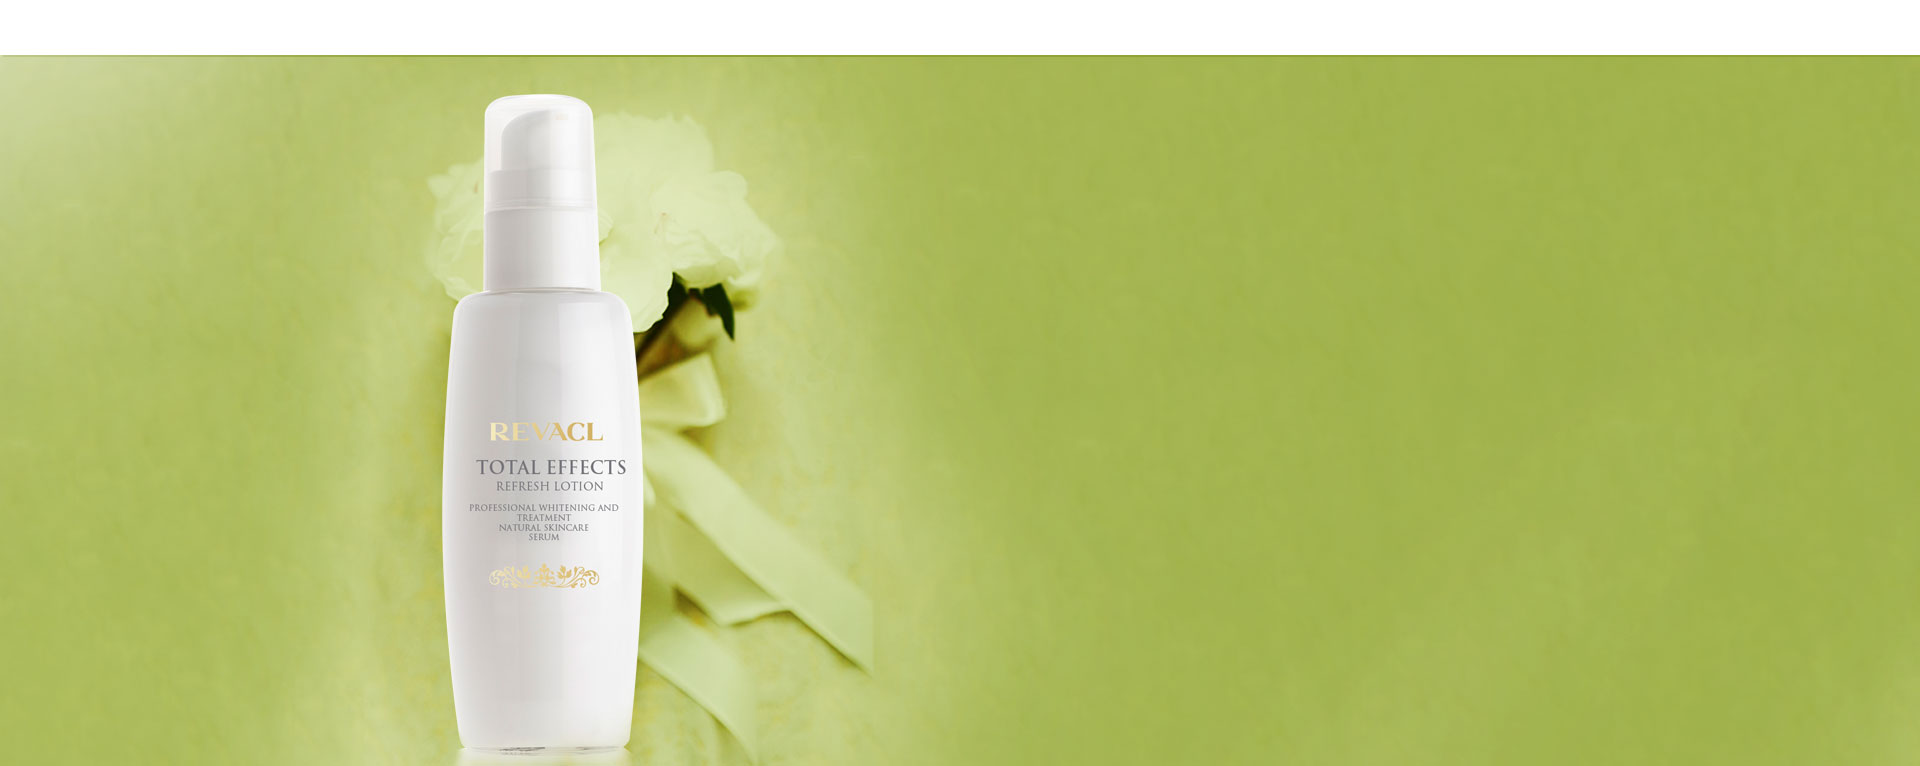 REVACL
TOTAL EFFECTS
REFRESH LOTION
PROFESSIONAL WHITENING AND
TREATMENT
NATURAL SKINCARE
SERUM